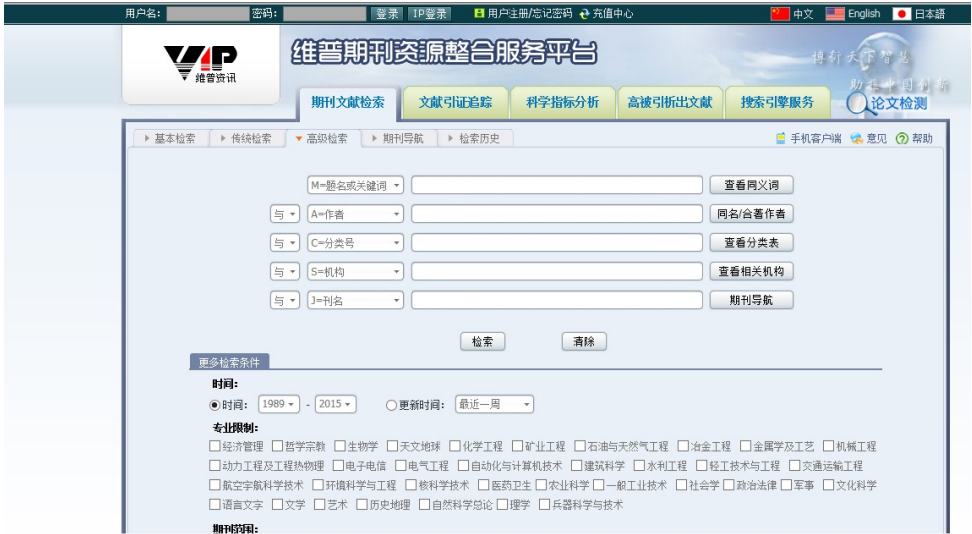 用户名: 密码: 登录 IP登录 用户注册/忘记密码 充值中心 中文 English 日本語
VIP 维普资讯
维普期刊资源整合服务平台
博行天下智慧
期刊文献检索 文献引证追踪 科学指标分析 高被引析出文献 搜索引擎服务 论文检测
基本检索 传统检索 高级检索 期刊导航 检索历史 手机客户端 意见 帮助
M=题名或关键词 查看同义词
与 A=作者 同名/合著作者
与 C=分类号 查看分类表
与 S=机构 查看相关机构
与 J=刊名 期刊导航
检索 清除
更多检索条件
时间:
时间: 1989 - 2015 更新时间: 最近一周
专业限制:
经济管理 哲学宗教 生物学 天文地球 化学工程 矿业工程 石油与天然气工程 冶金工程 金属学及工艺 机械工程
动力工程及工程热物理 电子电信 电气工程 自动化与计算机技术 建筑科学 水利工程 轻工技术与工程 交通运输工程
航空宇航科学技术 环境科学与工程 核科学技术 医药卫生 农业科学 一般工业技术 社会学 政治法律 军事 文化科学
语言文字 文学 艺术 历史地理 自然科学总论 理学 兵器科学与技术
期刊范围: